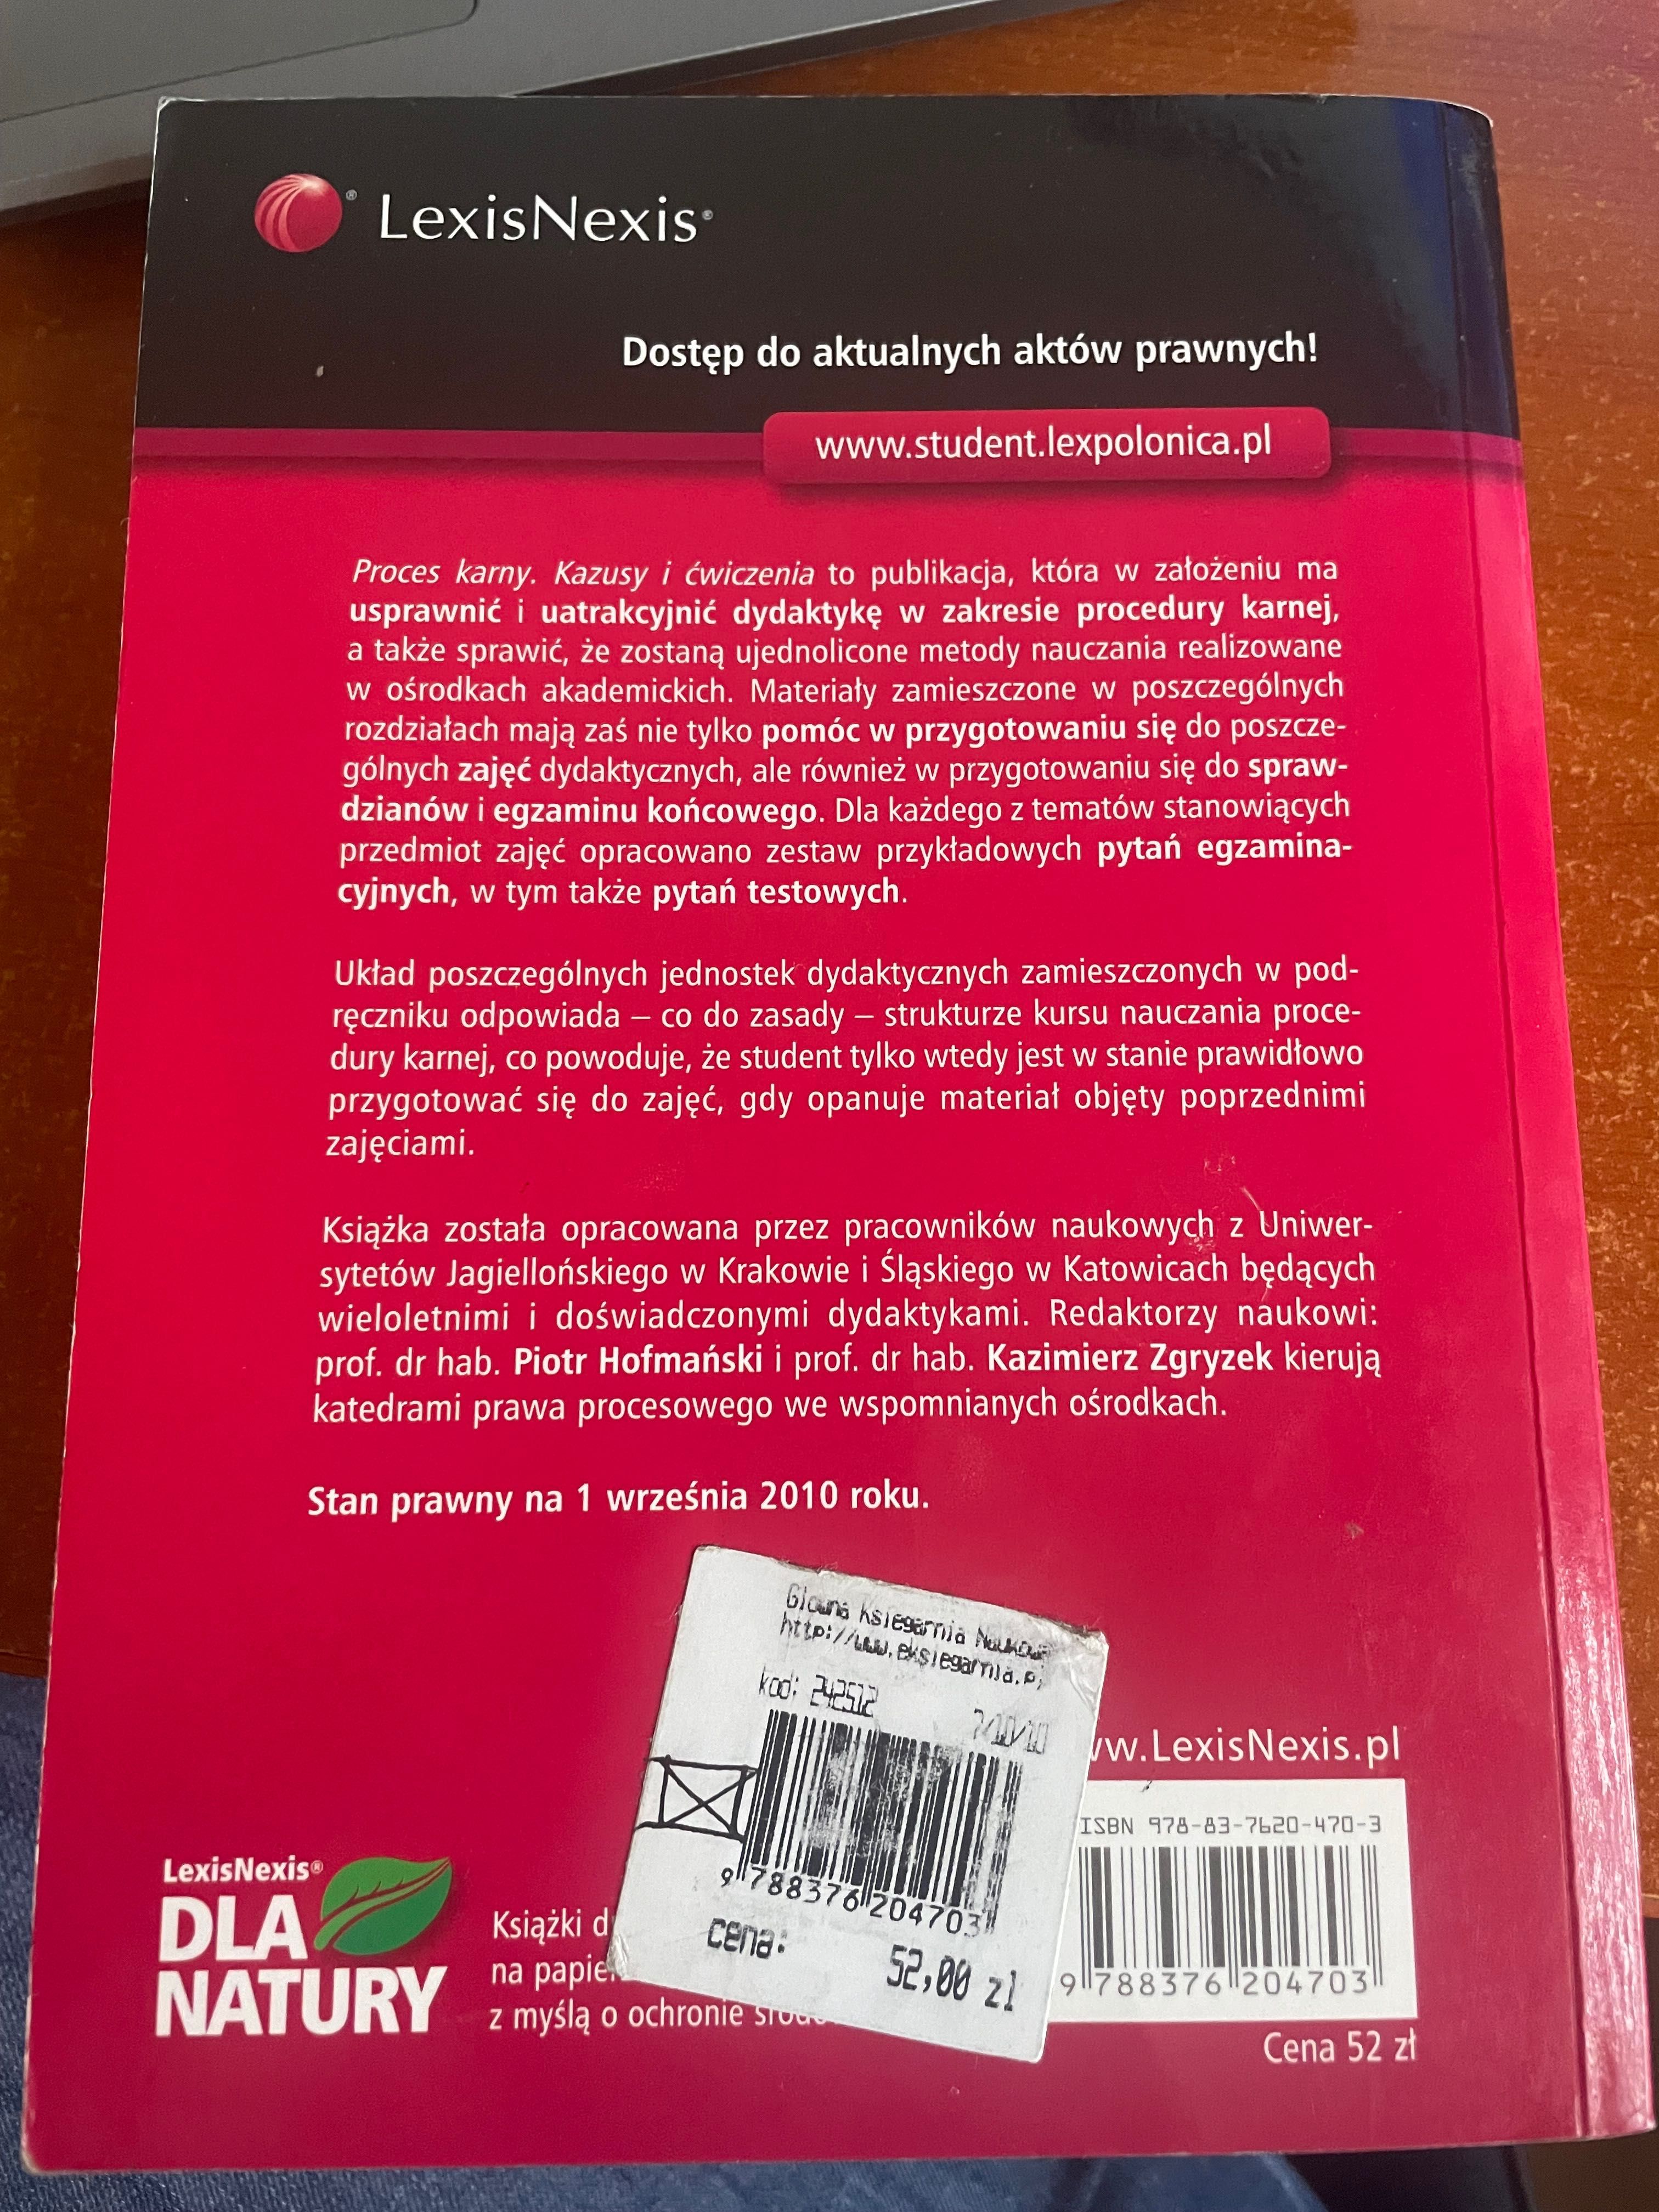 LexisNexis®
Dostęp do aktualnych aktów prawnych!
www.student.lexpolonica.pl
Proces karny. Kazusy i ćwiczenia to publikacja, która w założeniu ma
usprawnić i uatrakcyjnić dydaktykę w zakresie procedury karnej,
a także sprawić, że zostaną ujednolicone metody nauczania realizowane
w ośrodkach akademickich. Materiały zamieszczone w poszczególnych
rozdziałach mają zaś nie tylko pomóc w przygotowaniu się do poszcze-
gólnych zajęć dydaktycznych, ale również w przygotowaniu się do spraw-
dzianów i egzaminu końcowego. Dla każdego z tematów stanowiących
przedmiot zajęć opracowano zestaw przykładowych pytań egzamina-
cyjnych, w tym także pytań testowych.
Układ poszczególnych jednostek dydaktycznych zamieszczonych w pod-
ręczniku odpowiada – co do zasady – strukturze kursu nauczania proce-
dury karnej, co powoduje, że student tylko wtedy jest w stanie prawidłowo
przygotować się do zajęć, gdy opanuje materiał objęty poprzednimi
zajęciami.
Książka została opracowana przez pracowników naukowych z Uniwer-
sytetów Jagiellońskiego w Krakowie i Śląskiego w Katowicach będących
wieloletnimi i doświadczonymi dydaktykami. Redaktorzy naukowi:
prof. dr hab. Piotr Hofmański i prof. dr hab. Kazimierz Zgryzek kierują
katedrami prawa procesowego we wspomnianych ośrodkach.
Stan prawny na 1 września 2010 roku.
Glowna Ksiegarnia
kod: 242512
9 788376 204703
cena: 52,00 zl
LexisNexis.pl
ISBN 978-83-7620-470-3
9 788376 204703
Cena 52 zł
LexisNexis®
DLA
NATURY
Książki
na
z myślą o ochronie